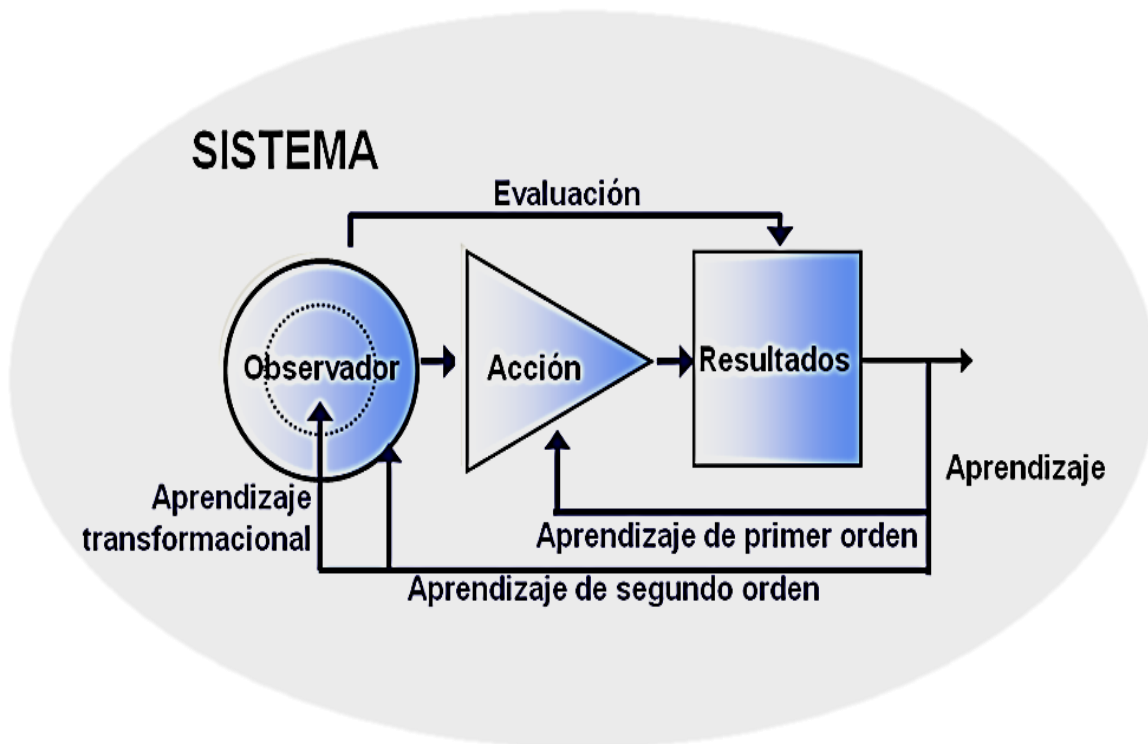 SISTEMA
Evaluación
Observador
Acción
Resultados
Aprendizaje
Aprendizaje
transformacional
Aprendizaje de primer orden
Aprendizaje de segundo orden